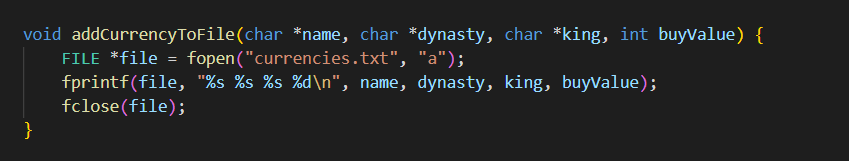 void addCurrencyToFile(char *name, char *dynasty, char *king, int buyValue) {
    FILE *file = fopen("currencies.txt", "a");
    fprintf(file, "%s %s %s %d\n", name, dynasty, king, buyValue);
    fclose(file);
}